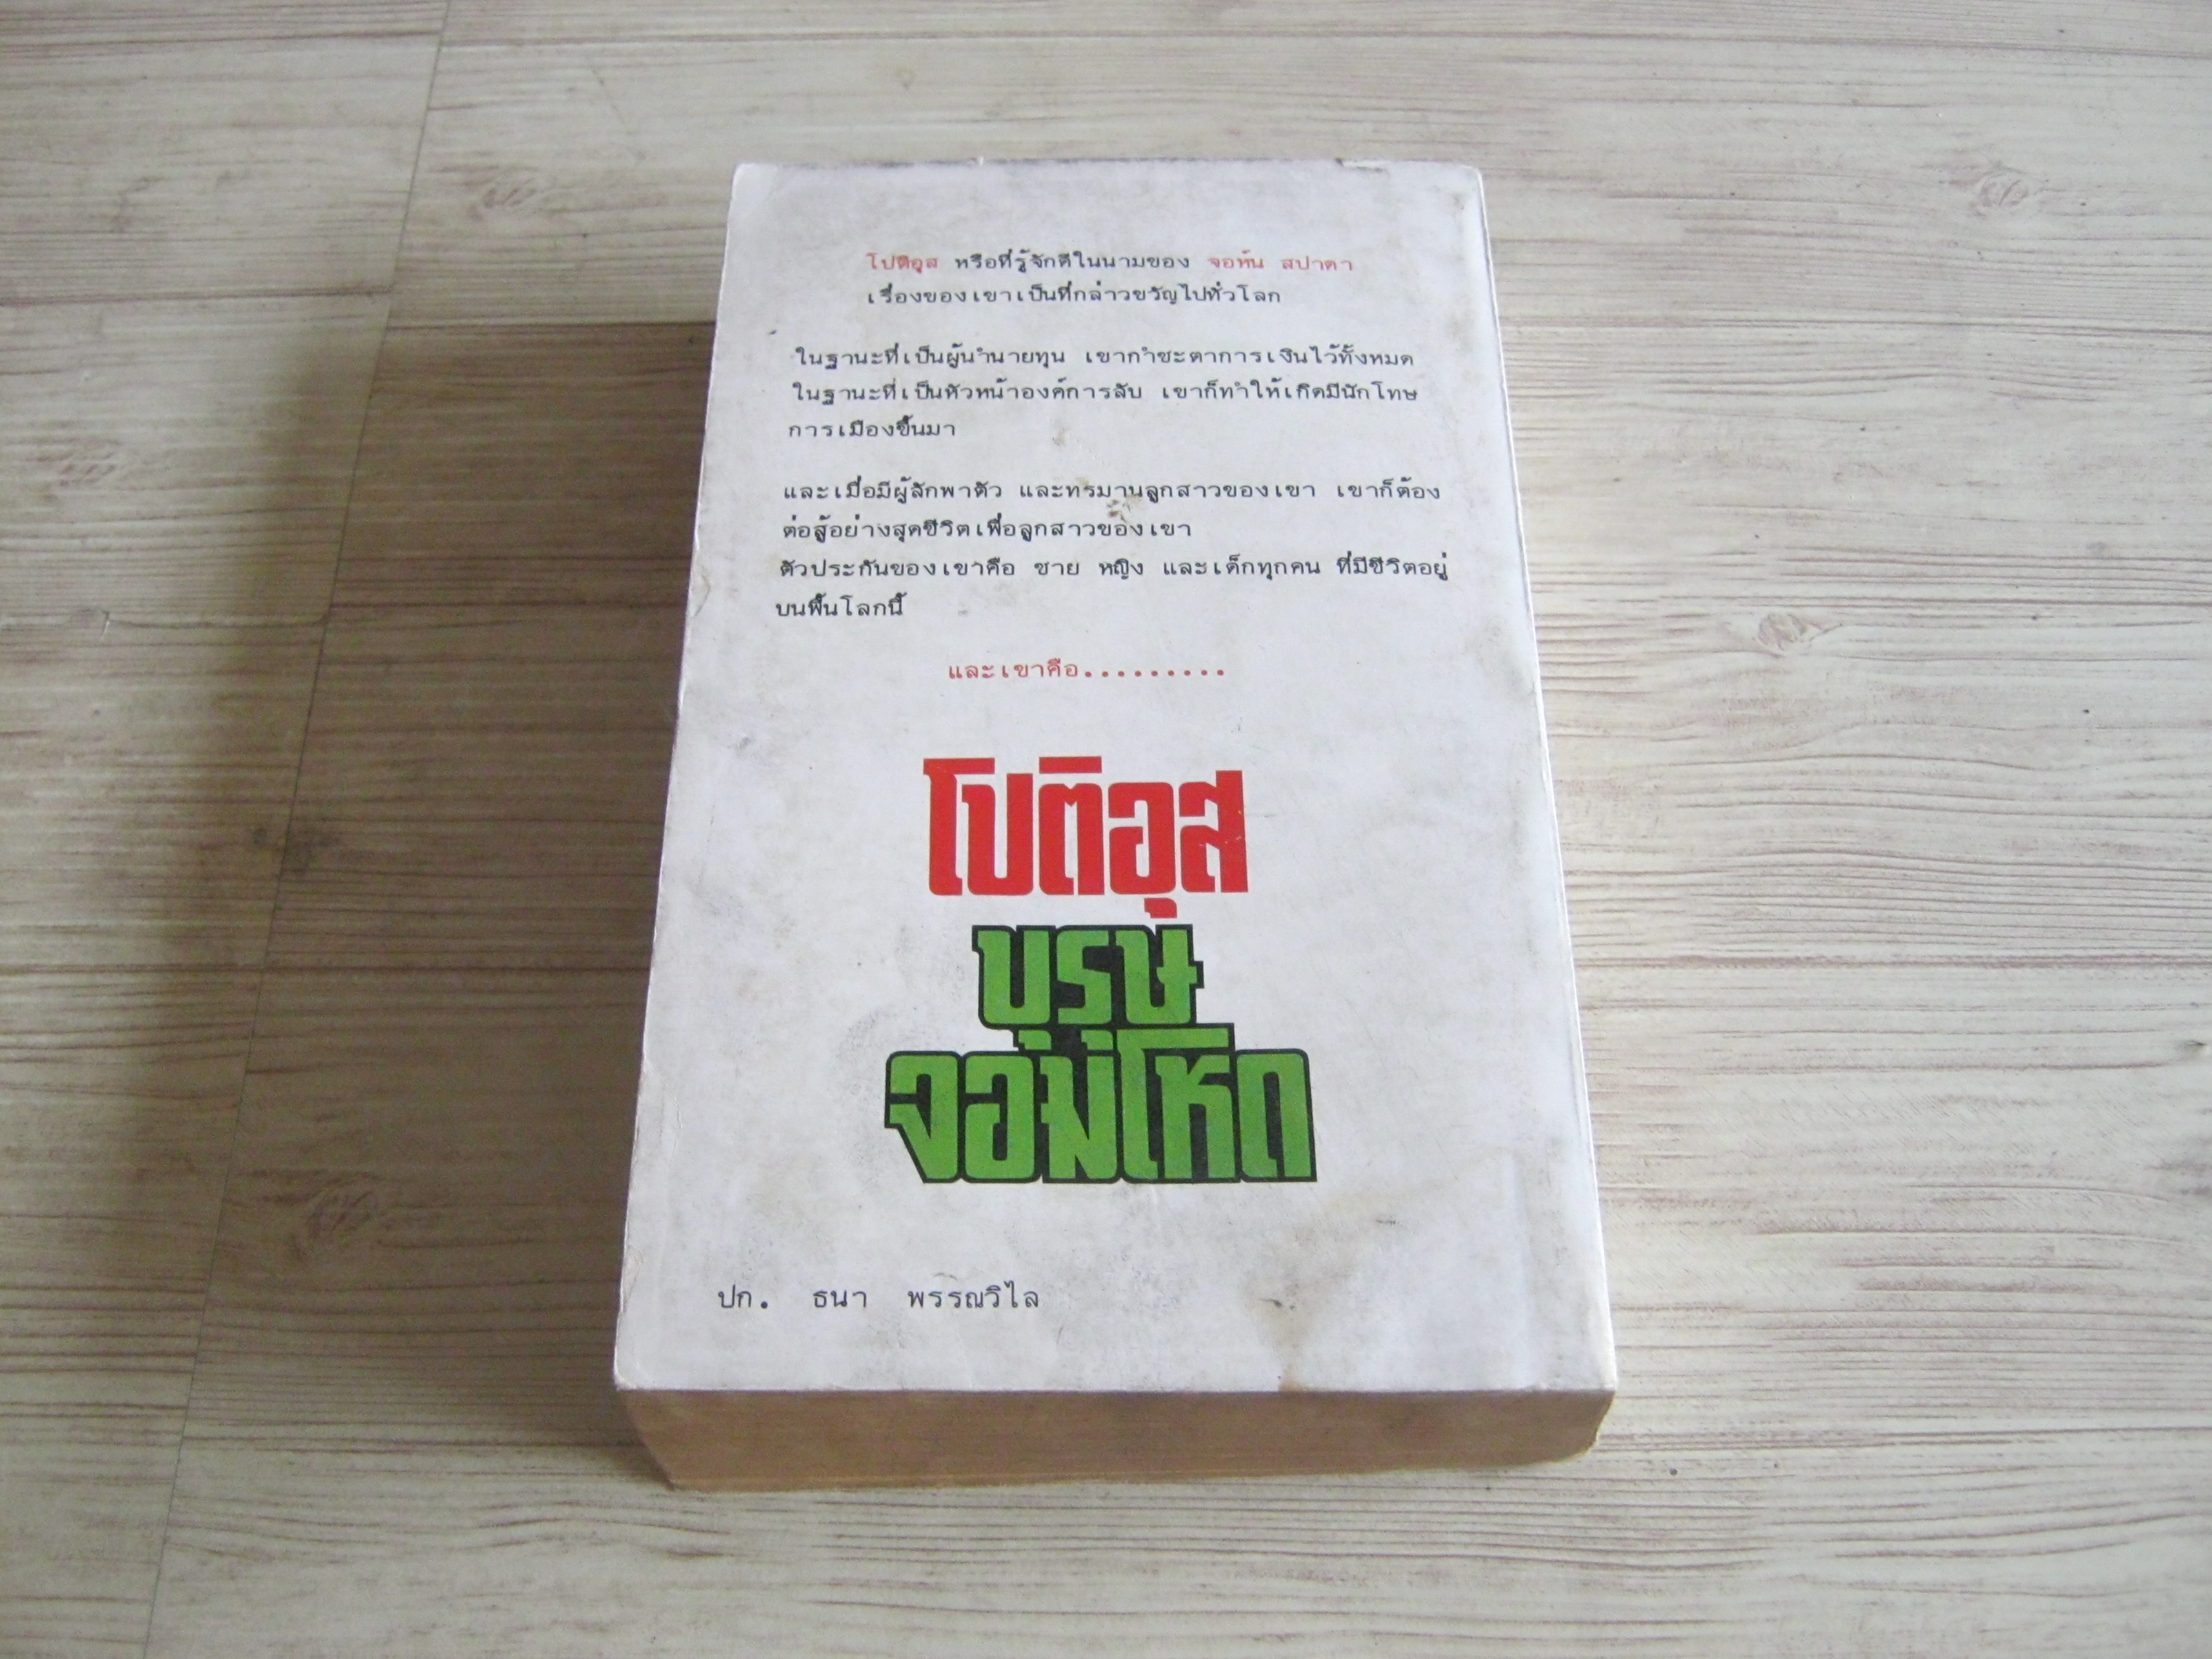 โปติอุส หรือที่รู้จักดีในนามของ จอห์น สปาดา
เรื่องของเขาเป็นที่กล่าวขวัญไปทั่วโลก
ในฐานะที่เป็นผู้นำนายทุน เขากำชะตาการเงินไว้ทั้งหมด
ในฐานะที่เป็นหัวหน้าองค์การลับ เขาก็ทำให้เกิดมีนักโทษ
การเมืองขึ้นมา
และเมื่อมีผู้ลักพาตัว และทรมานลูกสาวของเขา เขาก็ต้อง
ต่อสู้อย่างสุดชีวิตเพื่อลูกสาวของเขา
ตัวประกันของเขาคือ ชาย หญิง และเด็กทุกคน ที่มีชีวิตอยู่
บนพื้นโลกนี้
และเขาคือ.........
โปติอุส
บุรุษ
จอมโหด
ปก. ธนา พรรณวิไล